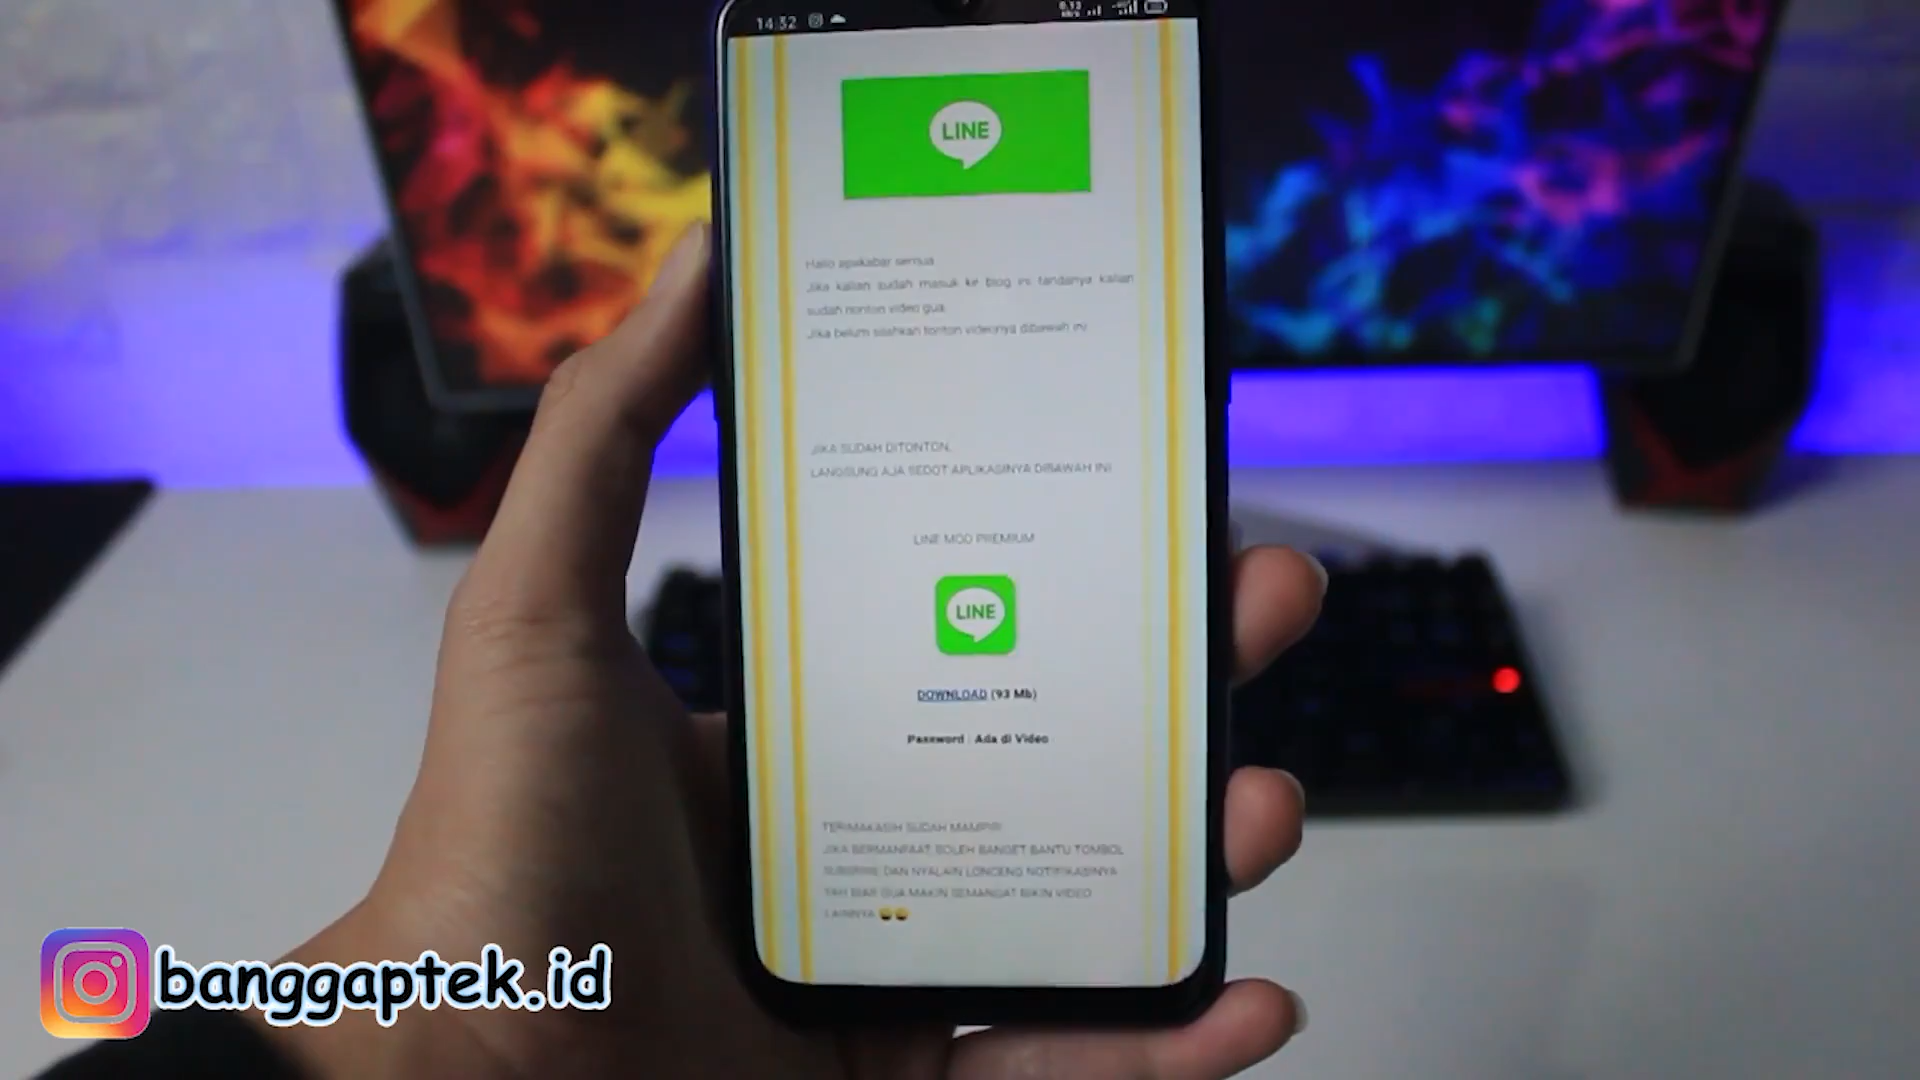 14:32
0.13
KB/s
LINE
Hallo apakabar semua
Jika kalian sudah masuk ke blog ini tandanya kalian
sudah nonton video gua.
Jika belum silahkan tonton videonya dibawah ini
JIKA SUDAH DITONTON,
LANGSUNG AJA SEDOT APLIKASINYA DIBAWAH INI
LINE MOD PREMIUM
LINE
DOWNLOAD (93 Mb)
Password : Ada di Video
TERIMAKASIH SUDAH MAMPIR!
JIKA BERMANFAAT, BOLEH BANGET BANTU TOMBOL
DAN NYALAIN LONCENG NOTIFIKASINYA
YAH BIAR GUA MAKIN SEMANGAT BIKIN VIDEO
LAINNYA 😄😄
banggaptek.id